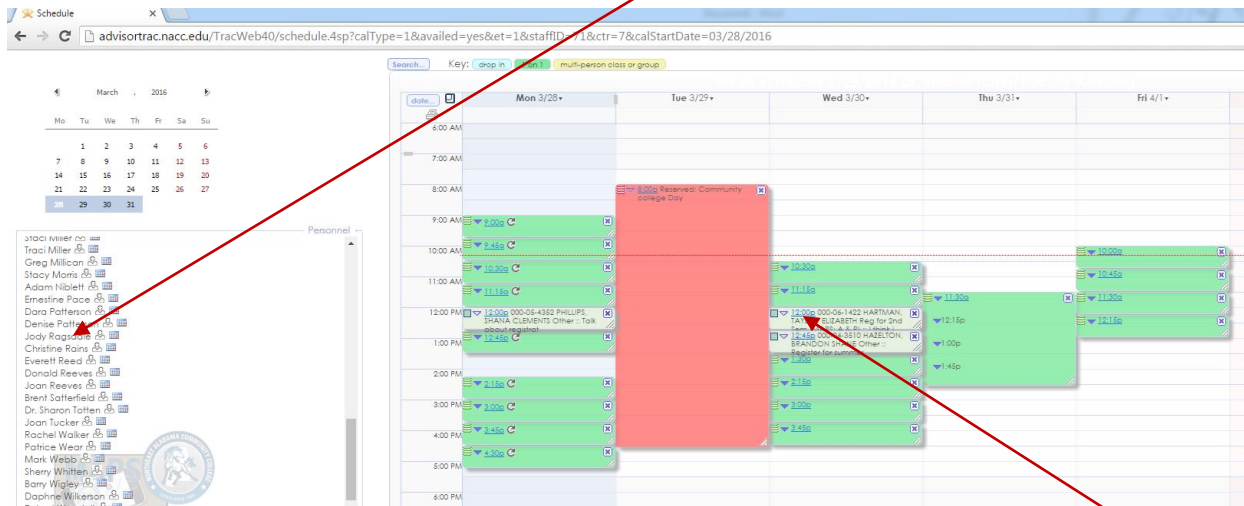 Schedule
advisortrac.nacc.edu/TracWeb40/schedule.4sp?calType=1&availed=yes&et=1&staffID=71&ctr=7&calStartDate=03/28/2016
Search... Key: drop in 1 on 1 multi-person class or group
March , 2016
Mo Tu We Th Fr Sa Su
1 2 3 4 5 6
7 8 9 10 11 12 13
14 15 16 17 18 19 20
21 22 23 24 25 26 27
28 29 30 31
Personnel
Staci Miller
Traci Miller
Greg Millican
Stacy Morris
Adam Niblett
Ernestine Pace
Dara Patterson
Denise Patterson
Jody Ragsdale
Christine Rains
Everett Reed
Donald Reeves
Joan Reeves
Brent Satterfield
Dr. Sharon Totten
Joan Tucker
Rachel Walker
Patrice Wear
Mark Webb
Sherry Whitten
Barry Wigley
Daphne Wilkerson
date... Mon 3/28 Tue 3/29 Wed 3/30 Thu 3/31 Fri 4/1
6:00 AM
7:00 AM
8:00 AM
9:00 AM
10:00 AM
11:00 AM
12:00 PM
1:00 PM
2:00 PM
3:00 PM
4:00 PM
5:00 PM
6:00 PM
9:00a
9:45a
10:30a
11:15a
12:00p 000-05-4352 PHILLIPS,
SHANA CLEMENTS Other :: Talk
about registrat
12:45p
2:15p
3:00p
3:45p
4:30p
8:00a Reserved: Community
college Day
10:30a
11:15a
12:00p 000-06-1422 HARTMAN,
ELIZABETH Reg for 2nd
12:45p 000-04-3510 HAZELTON,
BRANDON SHANE Other ::
Register for summe
1:30p
2:15p
3:00p
3:45p
11:30a
12:15p
1:00p
1:45p
10:00a
10:45a
11:30a
12:15p